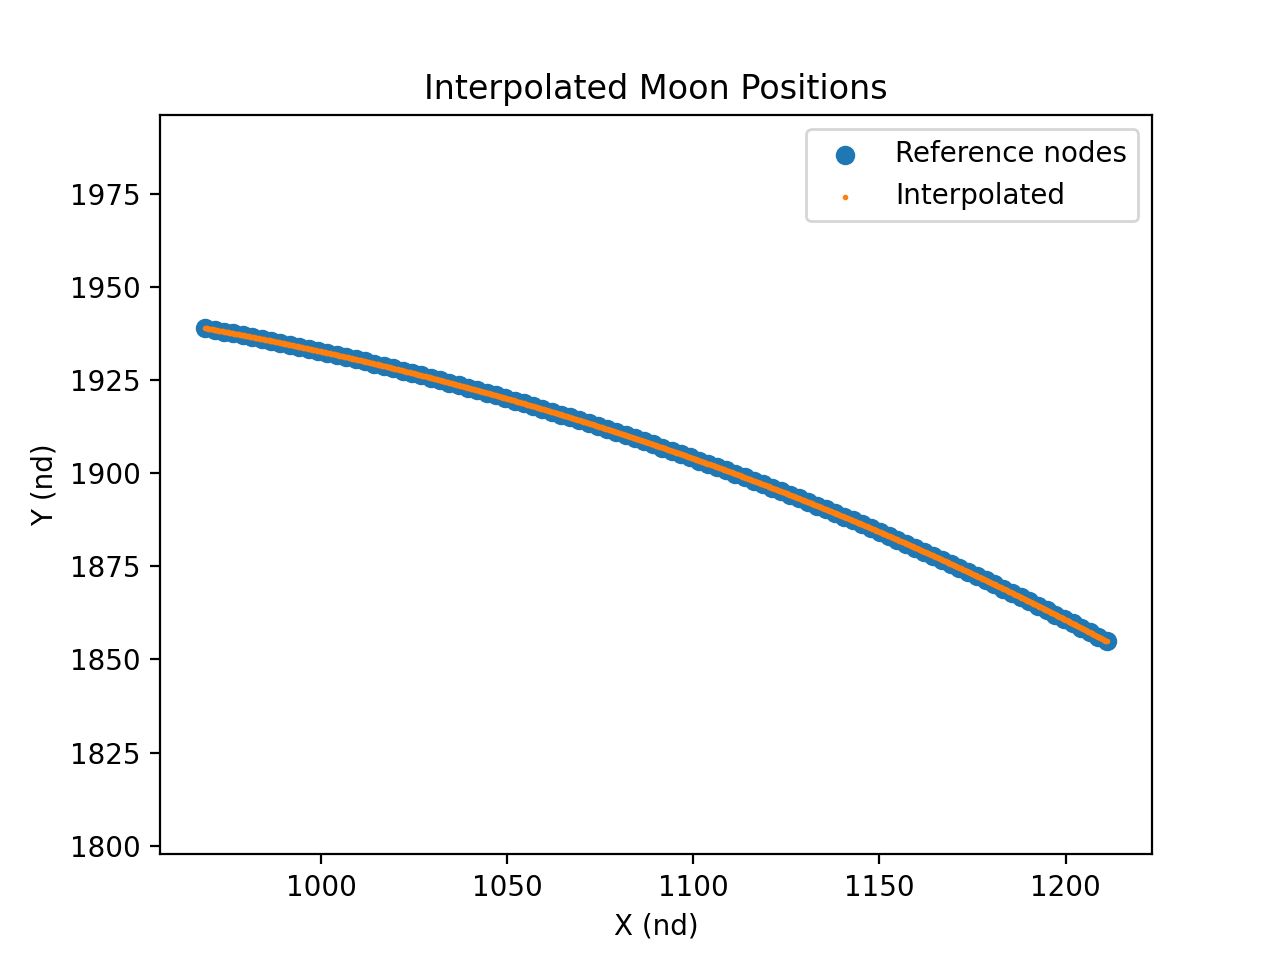 Interpolated Moon Positions
Reference nodes
Interpolated
1975
1950
1925
1900
1875
1850
1825
1800
Y (nd)
1000 1050 1100 1150 1200
X (nd)